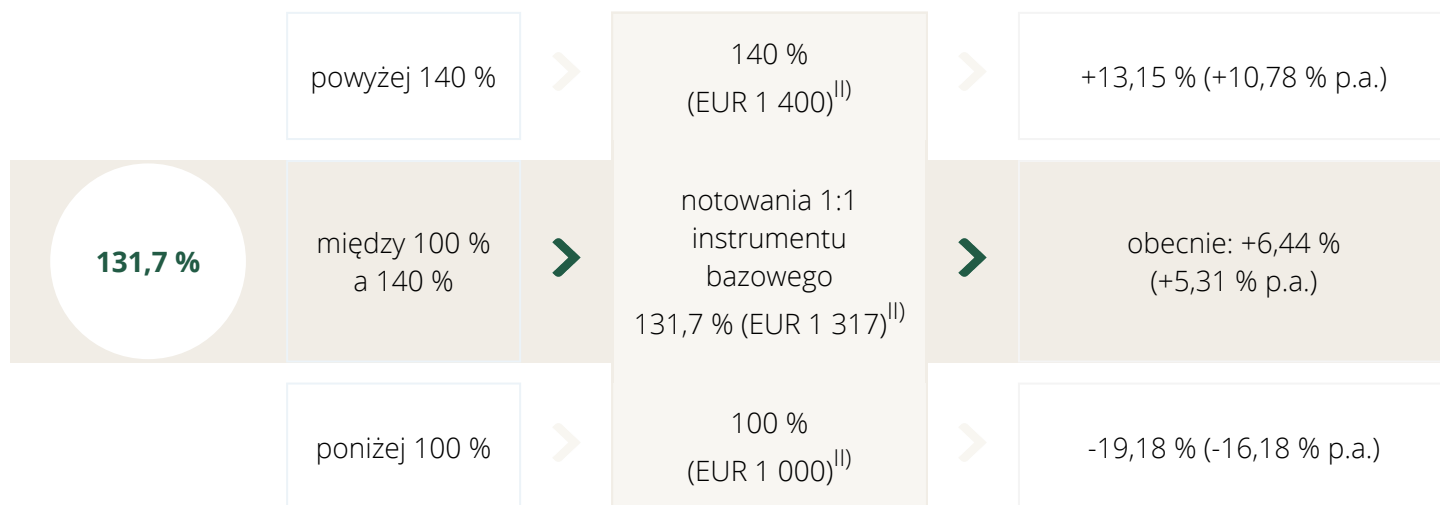 powyżej 140 %
140 %
(EUR 1 400)II)
+13,15 % (+10,78 % p.a.)
131,7 %
między 100 %
a 140 %
notowania 1:1
instrumentu
bazowego
131,7 % (EUR 1 317)II)
obecnie: +6,44 %
(+5,31 % p.a.)
poniżej 100 %
100 %
(EUR 1 000)II)
-19,18 % (-16,18 % p.a.)